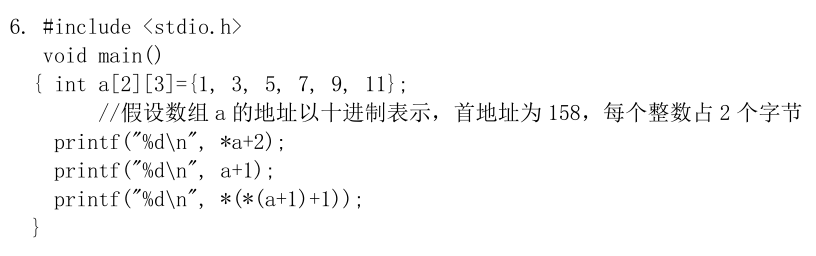 6. #include <stdio.h>
void main()
{ int a[2][3]={1, 3, 5, 7, 9, 11};
//假设数组 a 的地址以十进制表示，首地址为 158，每个整数占 2 个字节
printf("%d\n", *a+2);
printf("%d\n", a+1);
printf("%d\n", *(*(a+1)+1));
}